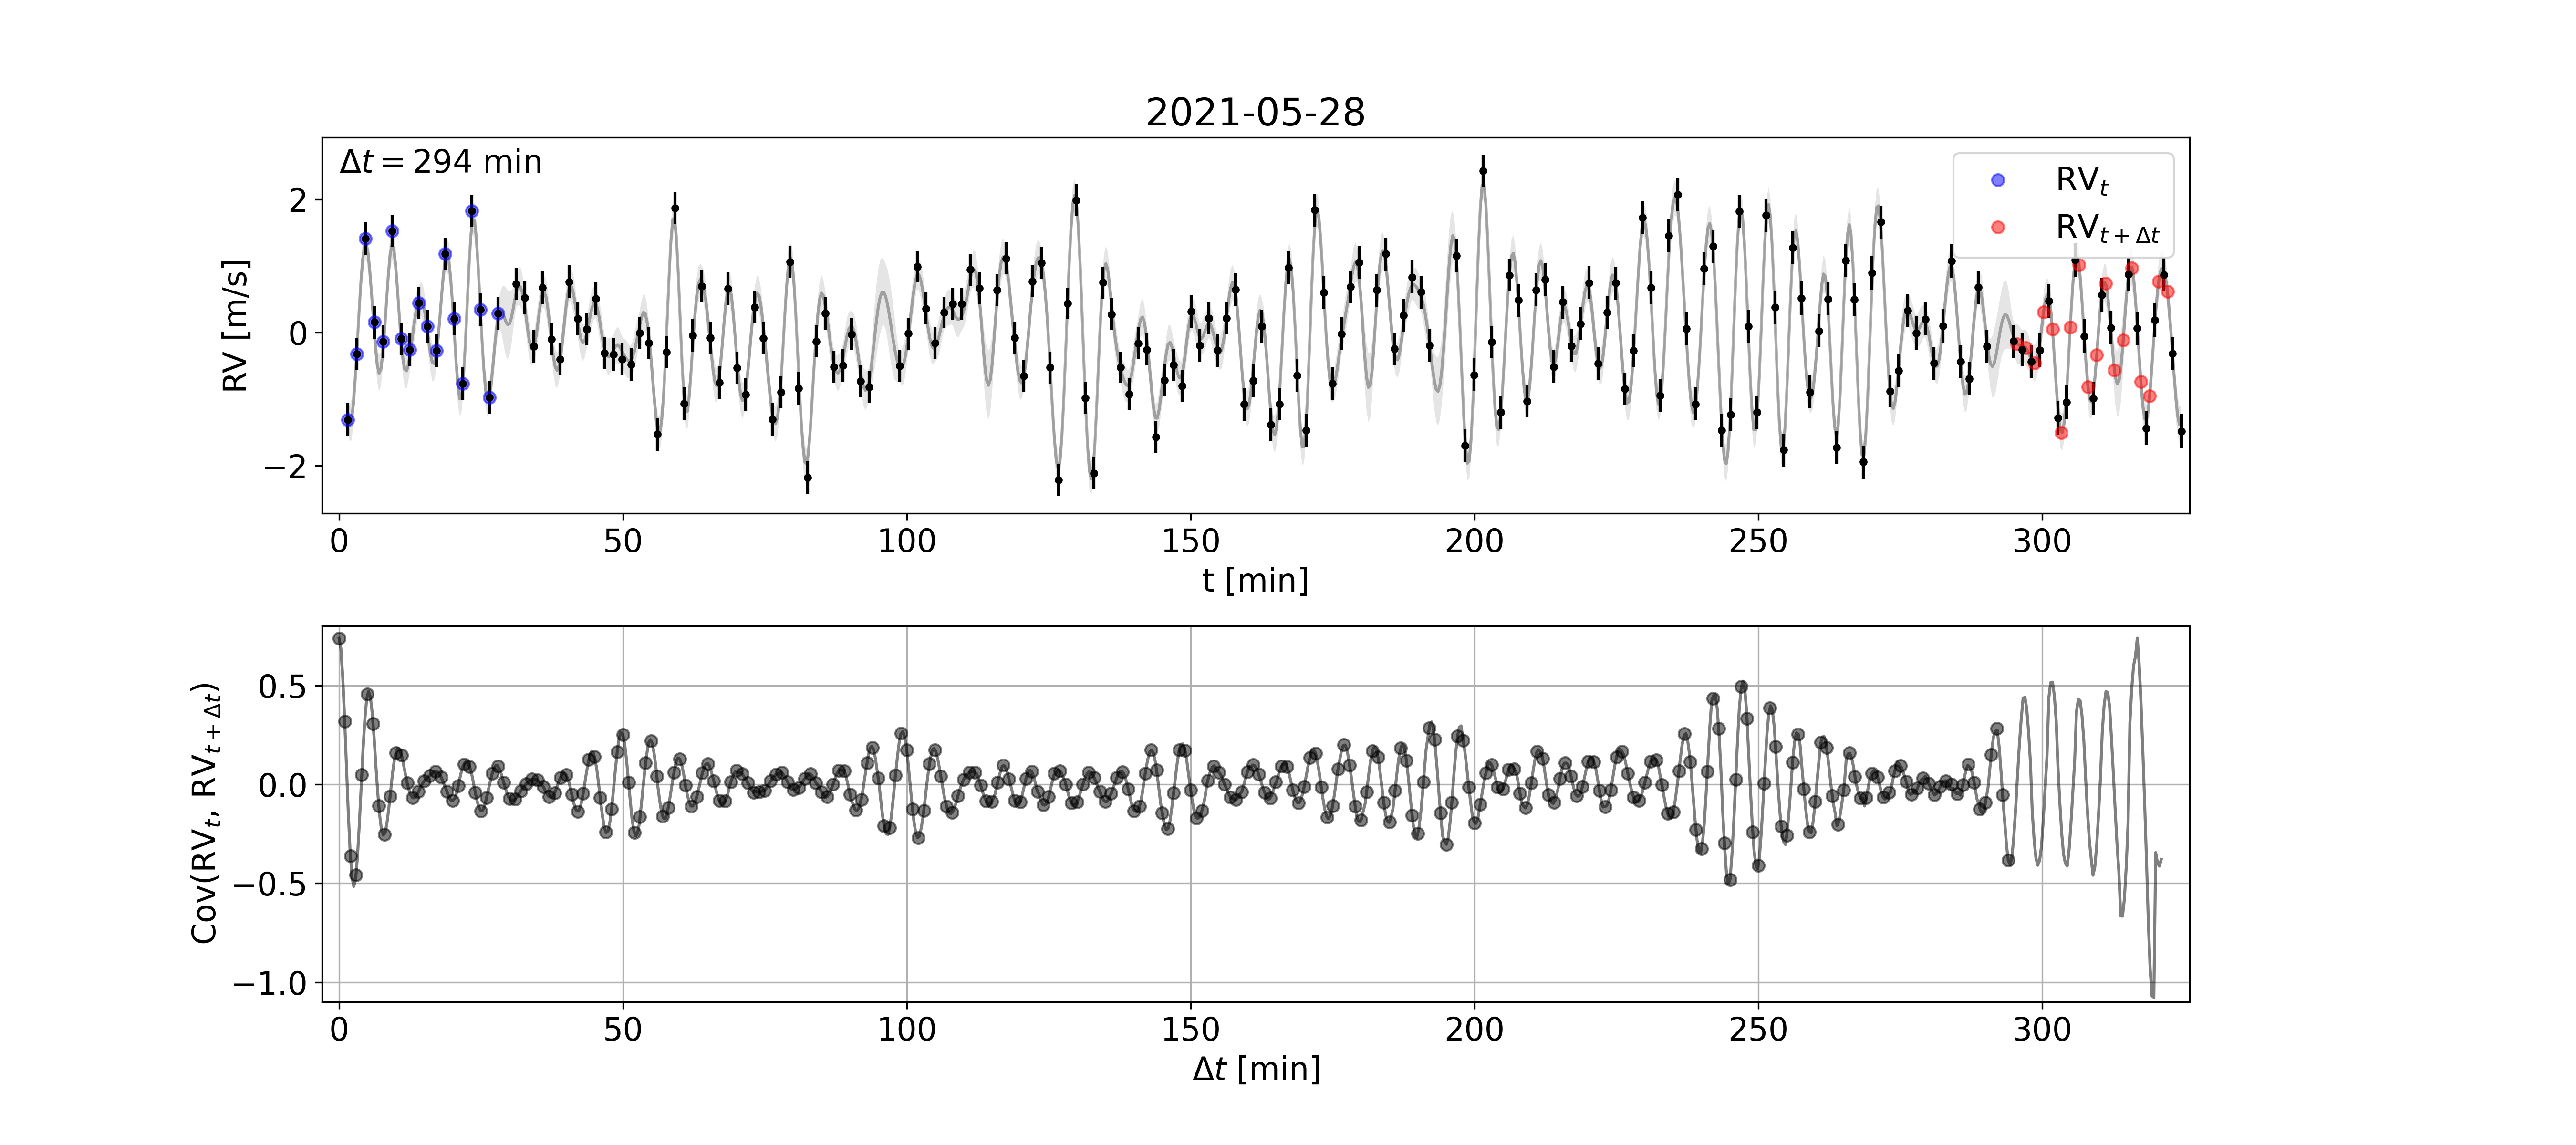 2021-05-28
Δt = 294 min
RV_t
RV_{t+Δt}
RV [m/s]
2
0
−2
0 50 100 150 200 250 300
t [min]
Cov(RV_t, RV_{t+Δt})
0.5
0.0
−0.5
−1.0
0 50 100 150 200 250 300
Δt [min]